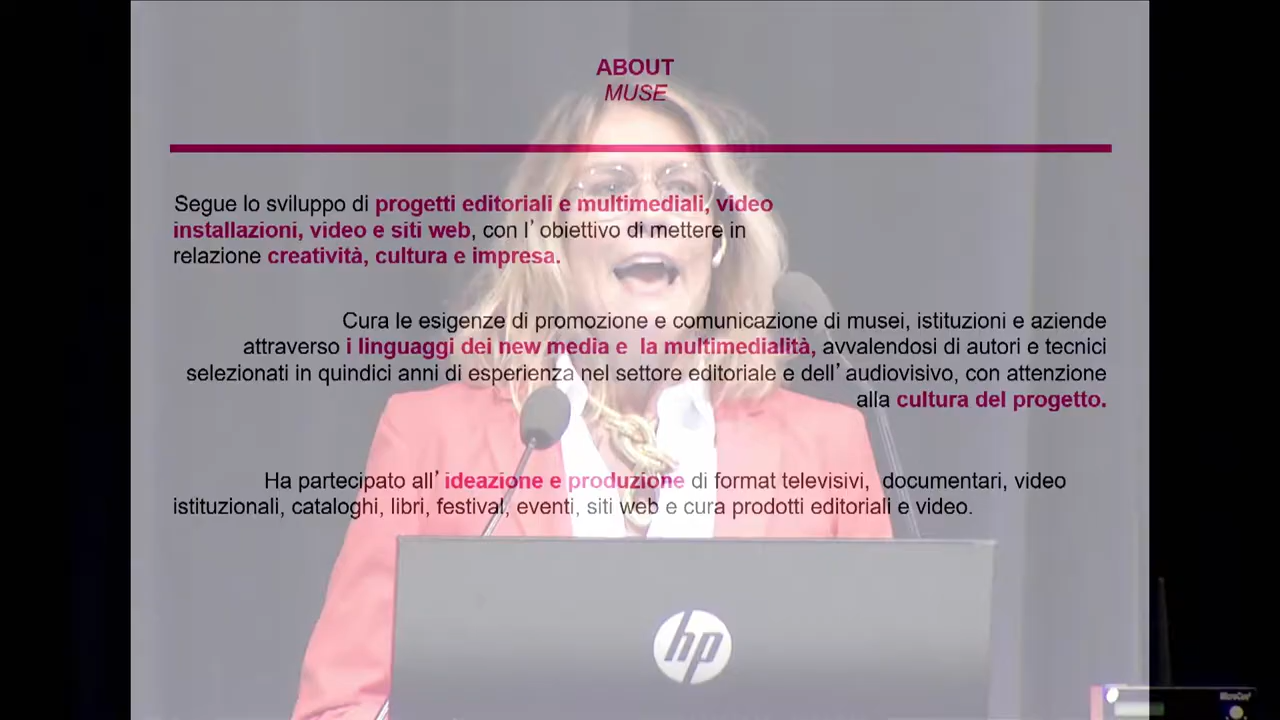 ABOUT
MUSE
Segue lo sviluppo di progetti editoriali e multimediali, video
installazioni, video e siti web, con l’obiettivo di mettere in
relazione creatività, cultura e impresa.
Cura le esigenze di promozione e comunicazione di musei, istituzioni e aziende
attraverso i linguaggi dei new media e la multimedialità, avvalendosi di autori e tecnici
selezionati in quindici anni di esperienza nel settore editoriale e dell’audiovisivo, con attenzione
alla cultura del progetto.
Ha partecipato all’ideazione e produzione di format televisivi, documentari, video
istituzionali, cataloghi, libri, festival, eventi, siti web e cura prodotti editoriali e video.
hp